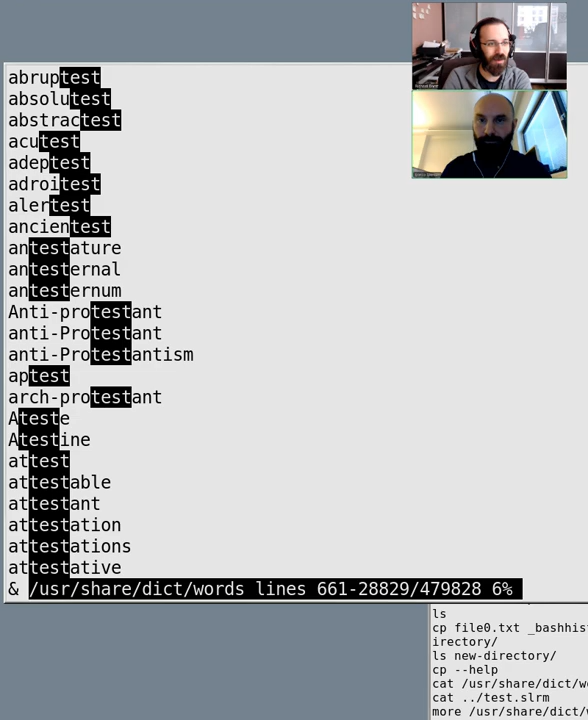 abruptest
absolutest
abstractest
acutest
adeptest
adroitest
alertest
ancientest
antestature
antesternal
antesternum
Anti-protestant
anti-Protestant
anti-Protestantism
aptest
arch-protestant
Ateste
Atestine
attest
attestable
attestant
attestation
attestations
attestative
& /usr/share/dict/words lines 661-28829/479828 6%
ls
cp file0.txt _bashhis
irectory/
ls new-directory/
cp --help
cat /usr/share/dict/wo
cat ../test.slrm
more /usr/share/dict/w